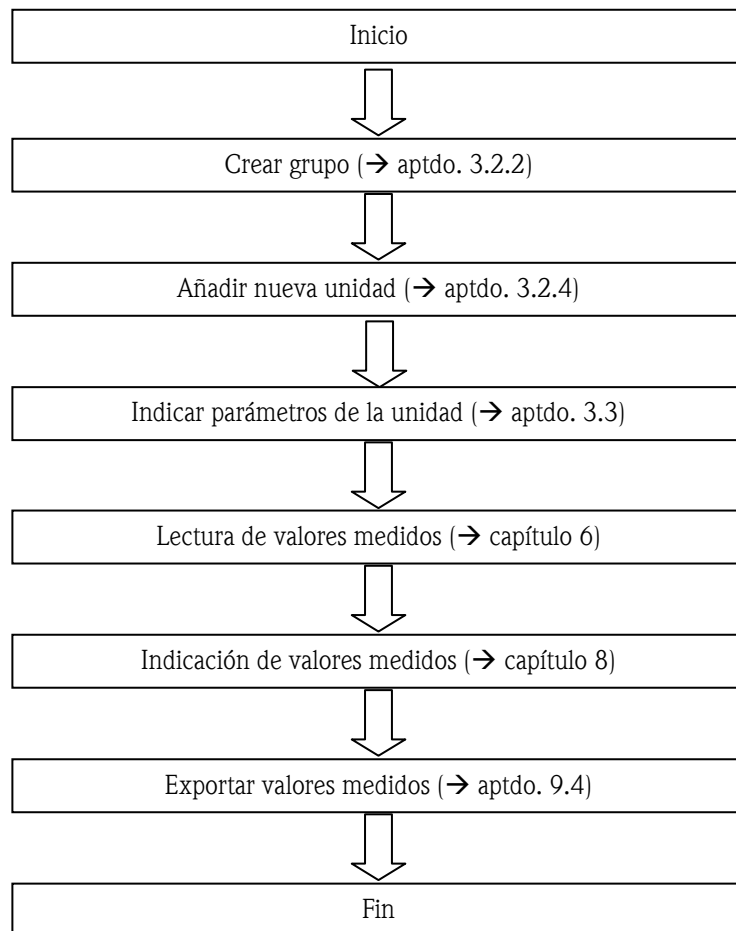 Inicio
Crear grupo (→ aptdo. 3.2.2)
Añadir nueva unidad (→ aptdo. 3.2.4)
Indicar parámetros de la unidad (→ aptdo. 3.3)
Lectura de valores medidos (→ capítulo 6)
Indicación de valores medidos (→ capítulo 8)
Exportar valores medidos (→ aptdo. 9.4)
Fin